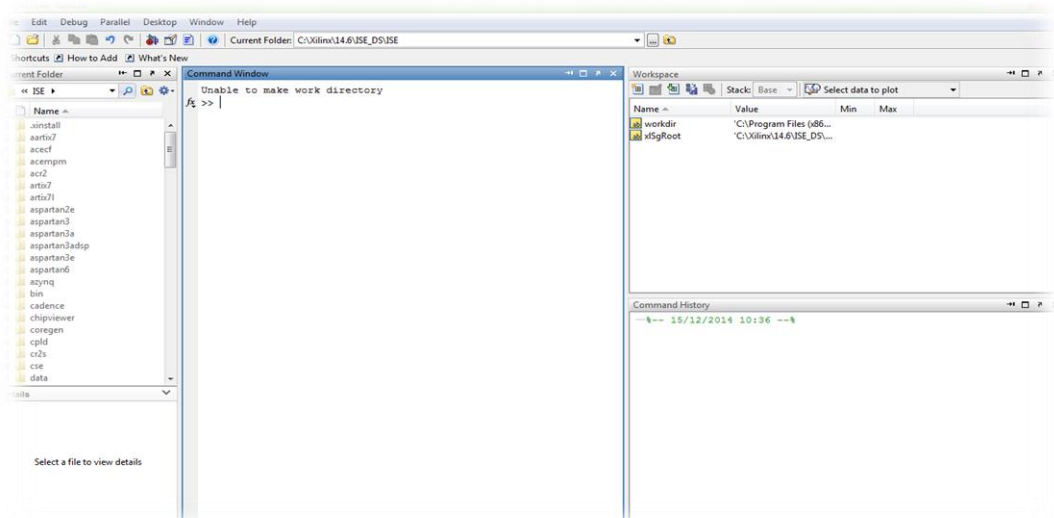 Edit Debug Parallel Desktop Window Help
Current Folder: C:\Xilinx\14.6\ISE_DS\ISE
Shortcuts How to Add What's New
rrent Folder
« ISE
Name
.xinstall
aartix7
acecf
acempm
acr2
artix7
artix7l
aspartan2e
aspartan3
aspartan3a
aspartan3adsp
aspartan3e
aspartan6
azynq
bin
cadence
chipviewer
coregen
cpld
cr2s
cse
data
Select a file to view details
Command Window
Unable to make work directory
fx >>
Workspace
Stack: Base Select data to plot
Name Value Min Max
workdir 'C:\Program Files (x86...
xlSgRoot 'C:\Xilinx\14.6\ISE_DS\...
Command History
%-- 15/12/2014 10:36 --%